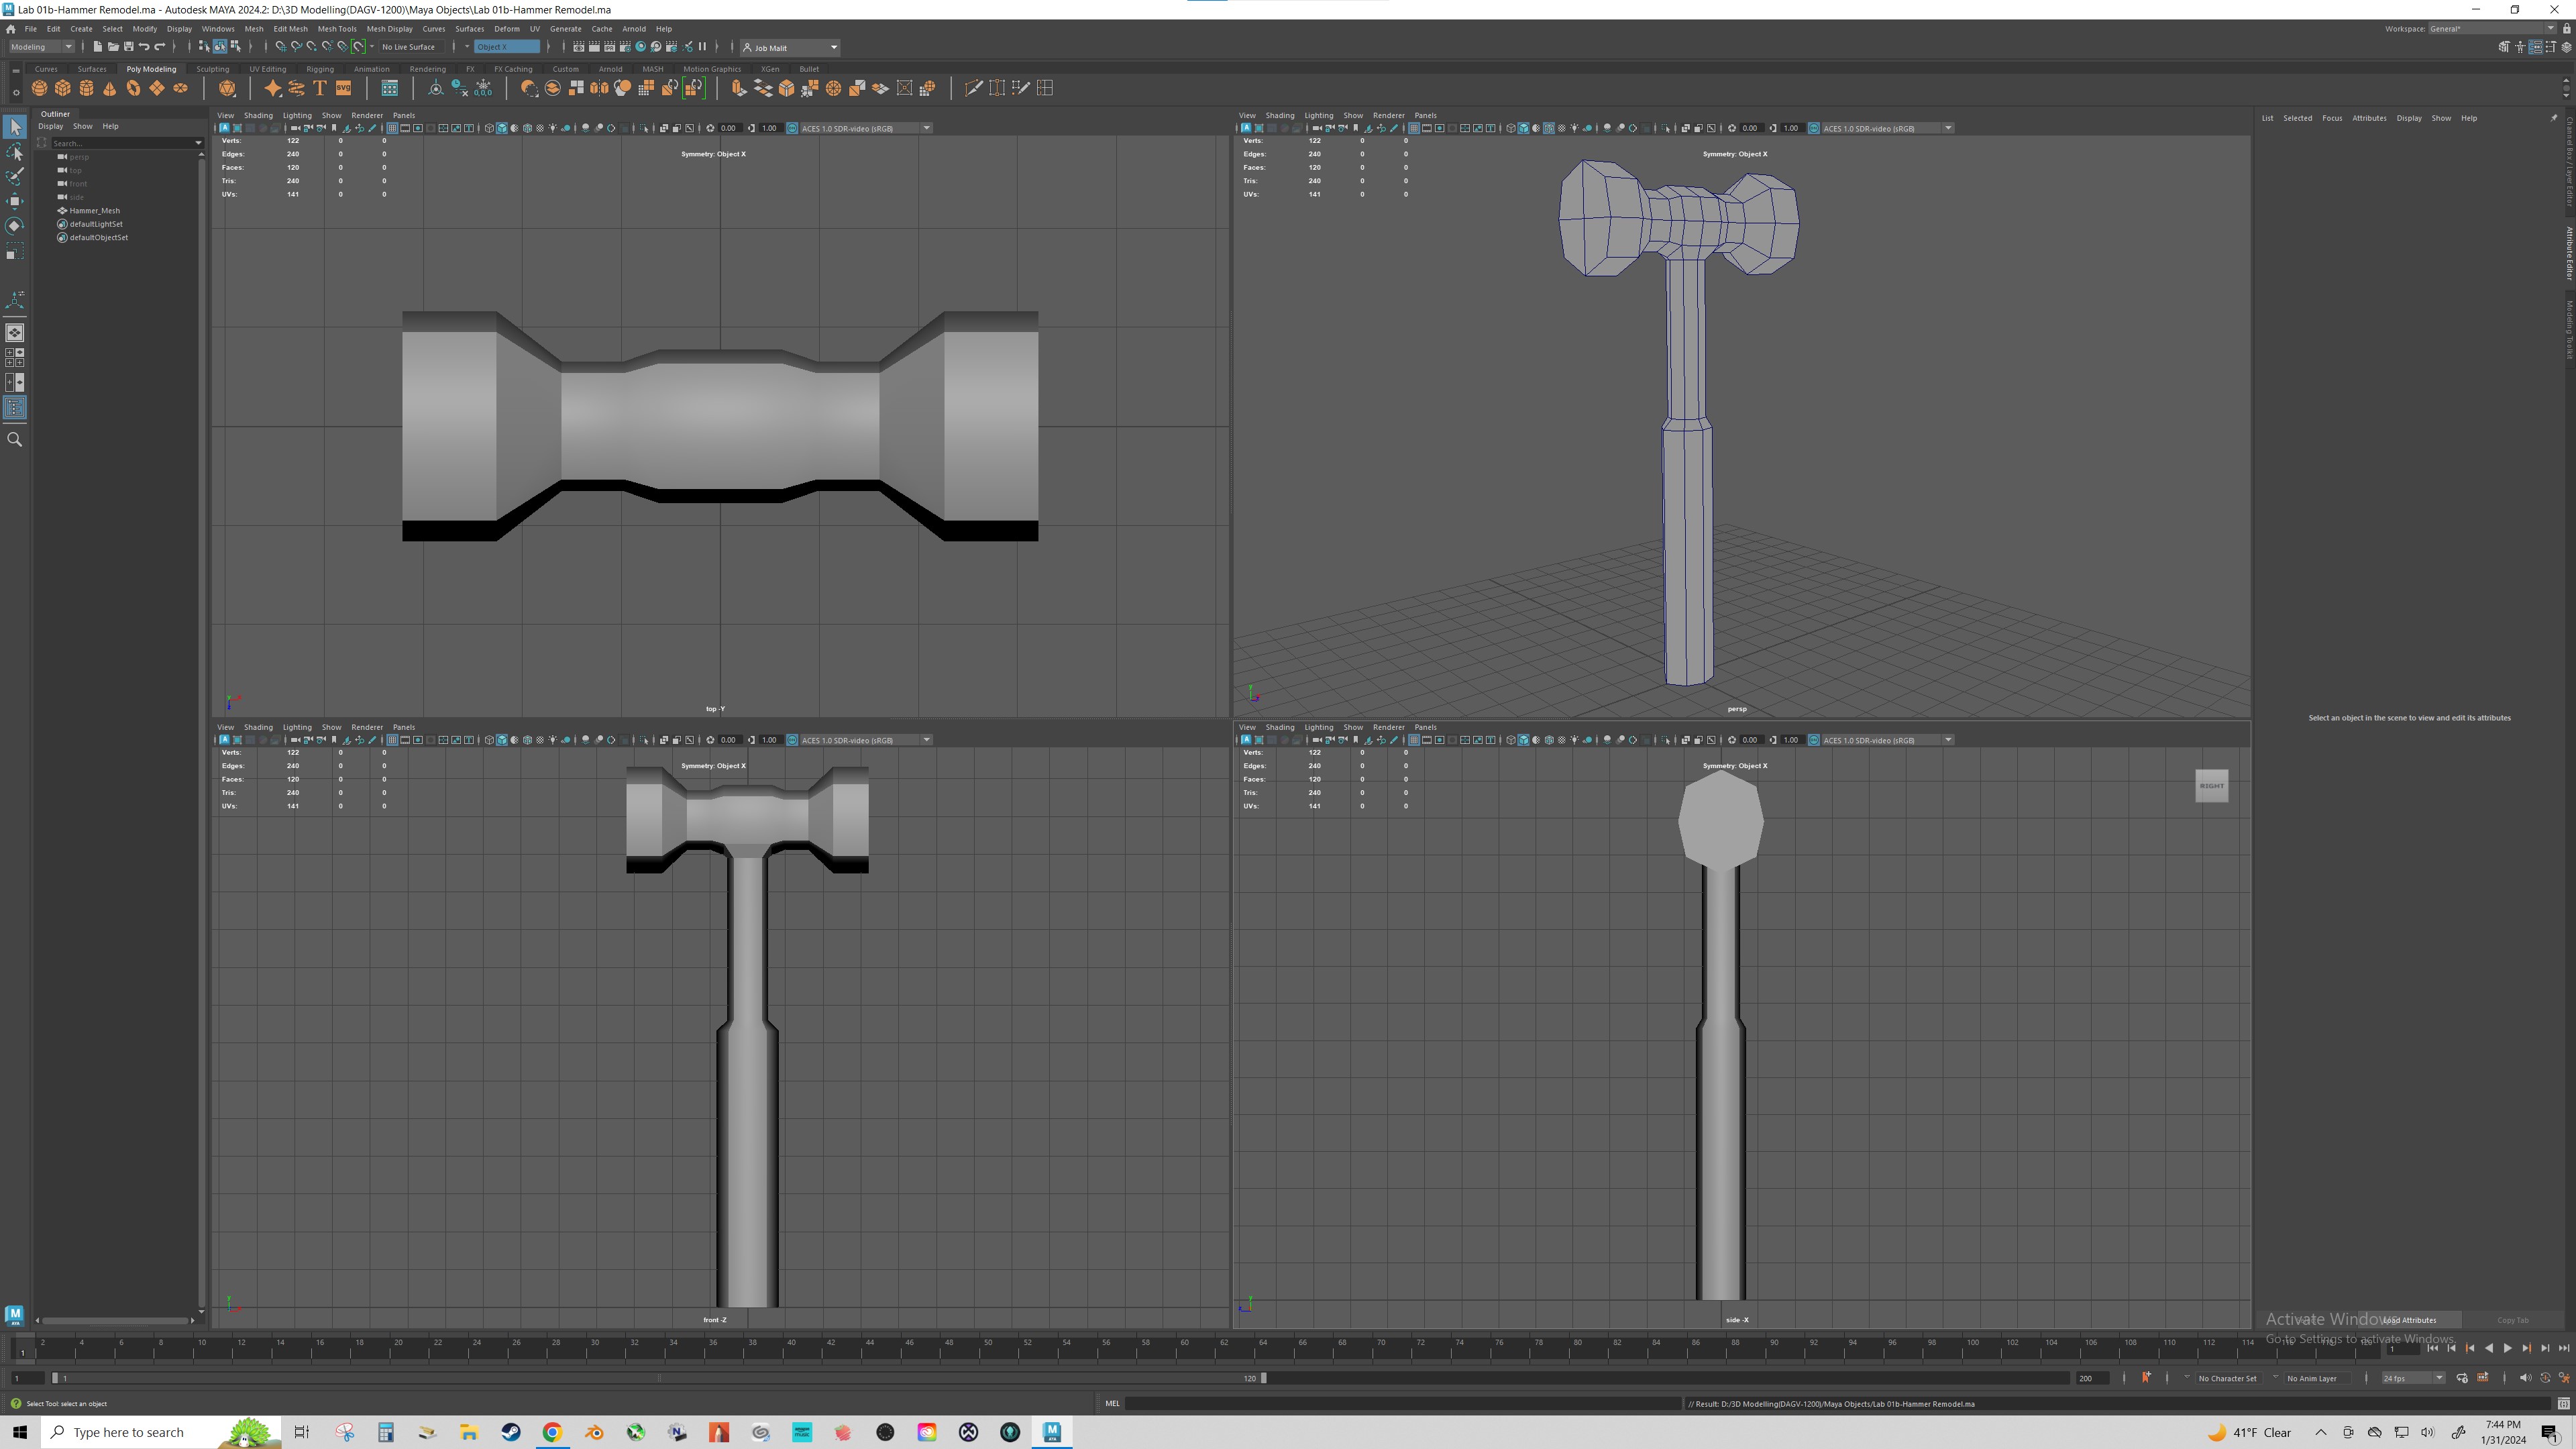 Lab 01b-Hammer Remodel.ma - Autodesk MAYA 2024.2: D:\3D Modelling(DAGV-1200)\Maya Objects\Lab 01b-Hammer Remodel.ma
File Edit Create Select Modify Display Windows Mesh Edit Mesh Mesh Tools Mesh Display Curves Surfaces Deform UV Generate Cache Arnold Help
Workspace: General*
Modeling No Live Surface Object X Job Malit
Curves Surfaces Poly Modeling Sculpting UV Editing Rigging Animation Rendering FX FX Caching Custom Arnold MASH Motion Graphics XGen Bullet
SVG 0,0,0
Outliner
Display Show Help
Search...
persp
top
front
side
Hammer_Mesh
defaultLightSet
defaultObjectSet
View Shading Lighting Show Renderer Panels
0.00 1.00 ACES 1.0 SDR-video (sRGB)
Verts: 122 0 0
Edges: 240 0 0
Faces: 120 0 0
Tris: 240 0 0
UVs: 141 0 0
Symmetry: Object X
top -Y
View Shading Lighting Show Renderer Panels
0.00 1.00 ACES 1.0 SDR-video (sRGB)
Verts: 122 0 0
Edges: 240 0 0
Faces: 120 0 0
Tris: 240 0 0
UVs: 141 0 0
Symmetry: Object X
persp
View Shading Lighting Show Renderer Panels
0.00 1.00 ACES 1.0 SDR-video (sRGB)
Verts: 122 0 0
Edges: 240 0 0
Faces: 120 0 0
Tris: 240 0 0
UVs: 141 0 0
Symmetry: Object X
front -Z
View Shading Lighting Show Renderer Panels
0.00 1.00 ACES 1.0 SDR-video (sRGB)
Verts: 122 0 0
Edges: 240 0 0
Faces: 120 0 0
Tris: 240 0 0
UVs: 141 0 0
Symmetry: Object X
RIGHT
side -X
List Selected Focus Attributes Display Show Help
Select an object in the scene to view and edit its attributes
Channel Box / Layer Editor
Attribute Editor
Modeling Toolkit
Load Attributes Copy Tab
Activate Windows
Go to Settings to activate Windows.
2 4 6 8 10 12 14 16 18 20 22 24 26 28 30 32 34 36 38 40 42 44 46 48 50 52 54 56 58 60 62 64 66 68 70 72 74 76 78 80 82 84 86 88 90 92 94 96 98 100 102 104 106 108 110 112 114
1 1
1 1 120 200 No Character Set No Anim Layer 24 fps
Select Tool: select an object
MEL
// Result: D:/3D Modelling(DAGV-1200)/Maya Objects/Lab 01b-Hammer Remodel.ma
Type here to search
41°F Clear
7:44 PM
1/31/2024